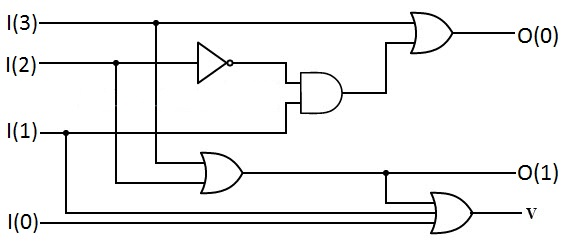 I(3)
O(0)
I(2)
I(1)
O(1)
I(0)
V